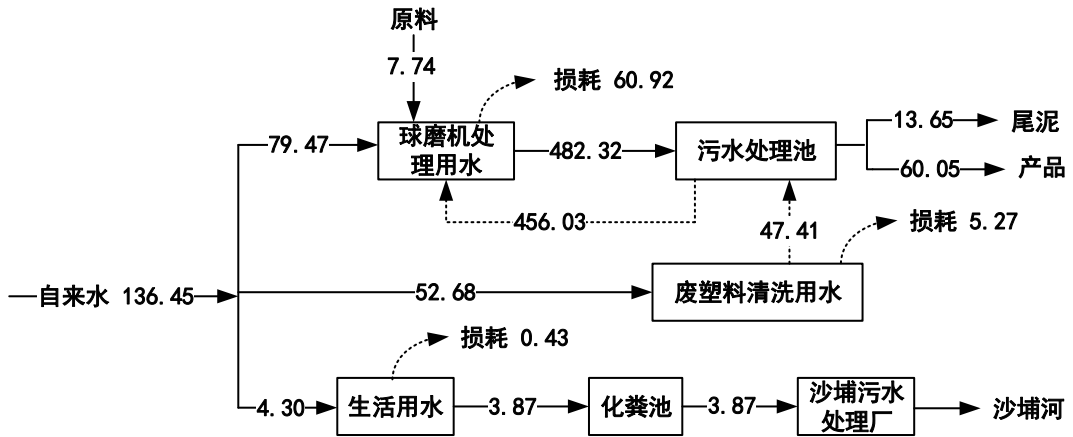 原料
7.74
损耗 60.92
79.47
球磨机处
理用水
482.32
污水处理池
13.65
尾泥
60.05
产品
456.03
47.41
损耗 5.27
自来水 136.45
52.68
废塑料清洗用水
损耗 0.43
4.30
生活用水
3.87
化粪池
3.87
沙埔污水
处理厂
沙埔河